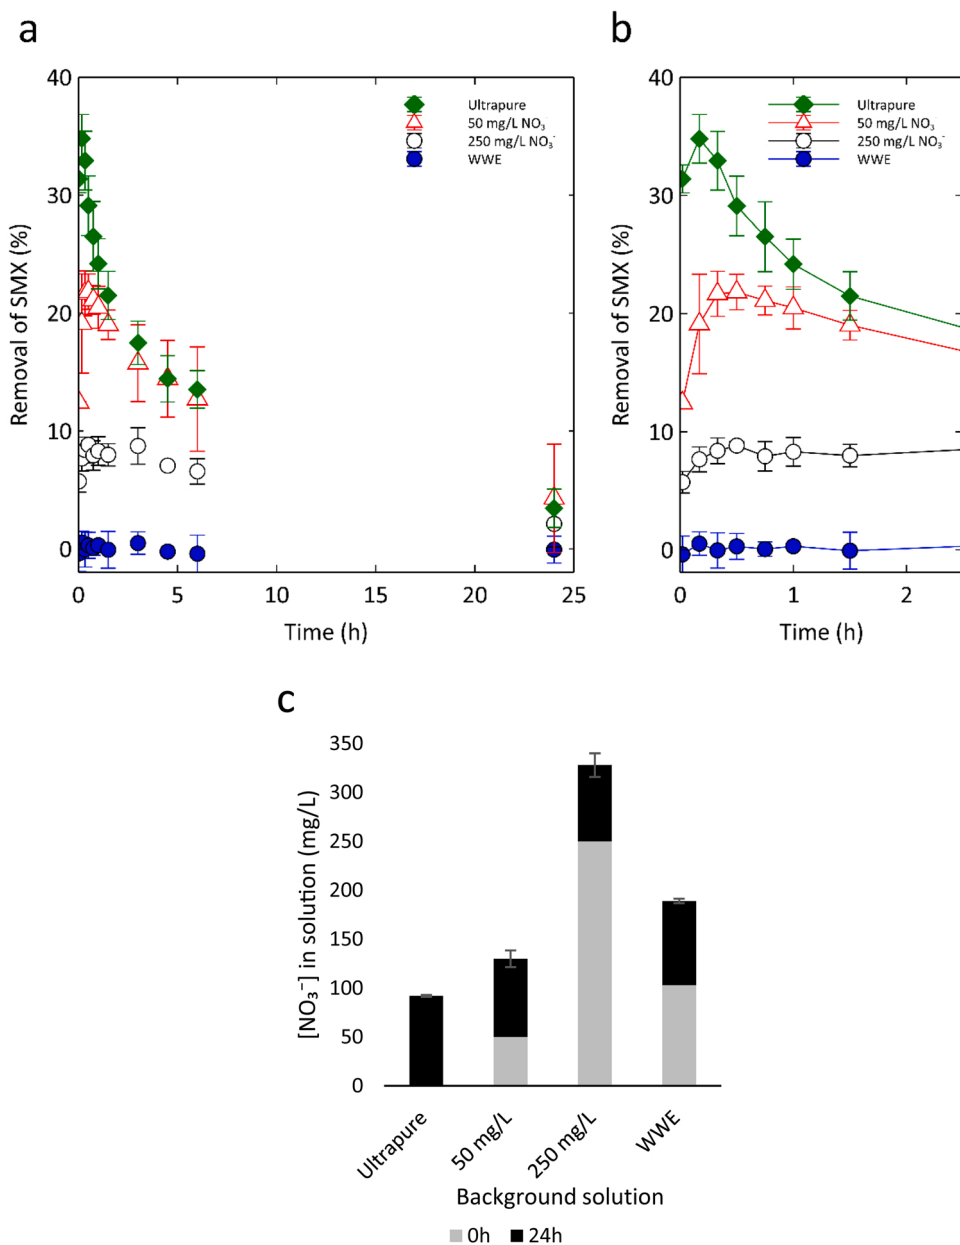 a
40
30
20
10
0
Removal of SMX (%)
Ultrapure
50 mg/L NO₃
250 mg/L NO₃⁻
WWE
0 5 10 15 20 25
Time (h)
b
40
30
20
10
0
Removal of SMX (%)
Ultrapure
50 mg/L NO₃
250 mg/L NO₃⁻
WWE
0 1 2
Time (h)
c
350
300
250
200
150
100
50
0
[NO₃⁻] in solution (mg/L)
Ultrapure
50 mg/L
250 mg/L
WWE
Background solution
0h 24h